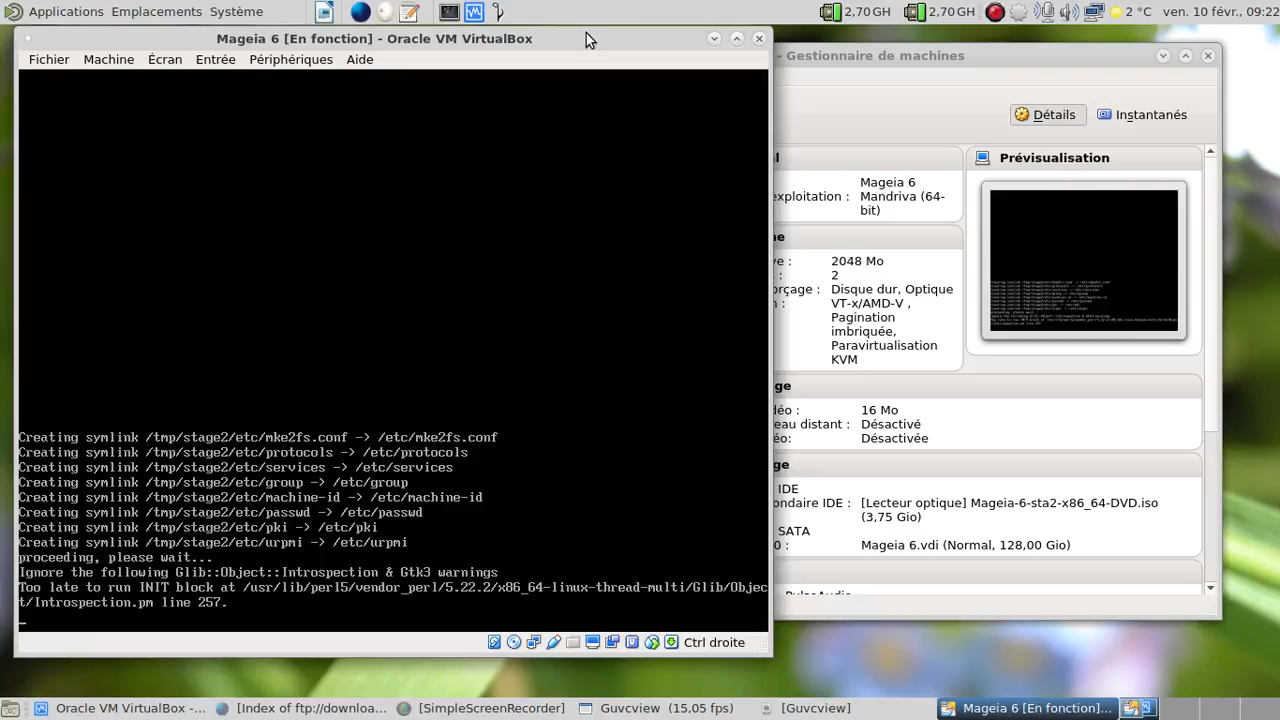 Applications Emplacements Système
2,70 GH 2,70 GH 2 °C ven. 10 févr, 09:22
Mageia 6 [En fonction] - Oracle VM VirtualBox
Fichier Machine Écran Entrée Périphériques Aide
Creating symlink /tmp/stage2/etc/mke2fs.conf -> /etc/mke2fs.conf
Creating symlink /tmp/stage2/etc/protocols -> /etc/protocols
Creating symlink /tmp/stage2/etc/services -> /etc/services
Creating symlink /tmp/stage2/etc/group -> /etc/group
Creating symlink /tmp/stage2/etc/machine-id -> /etc/machine-id
Creating symlink /tmp/stage2/etc/passwd -> /etc/passwd
Creating symlink /tmp/stage2/etc/pki -> /etc/pki
Creating symlink /tmp/stage2/etc/urpmi -> /etc/urpmi
proceeding, please wait...
Ignore the following Glib::Object::Introspection & Gtk3 warnings
Too late to run INIT block at /usr/lib/perl5/vendor_perl/5.22.2/x86_64-linux-thread-multi/Glib/Objec
t/Introspection.pm line 257.
Ctrl droite
- Gestionnaire de machines
Détails Instantanés
Prévisualisation
Mageia 6
exploitation : Mandriva (64-
bit)
2048 Mo
2
Disque dur, Optique
VT-x/AMD-V ,
Pagination
imbriquée,
Paravirtualisation
KVM
16 Mo
eau distant : Désactivé
Désactivée
IDE
ondaire IDE : [Lecteur optique] Mageia-6-sta2-x86_64-DVD.iso
(3,75 Gio)
SATA
0 : Mageia 6.vdi (Normal, 128,00 Gio)
Oracle VM VirtualBox -... [Index of ftp://downloa... [SimpleScreenRecorder] Guvcview (15,05 fps) [Guvcview] Mageia 6 [En fonction]...